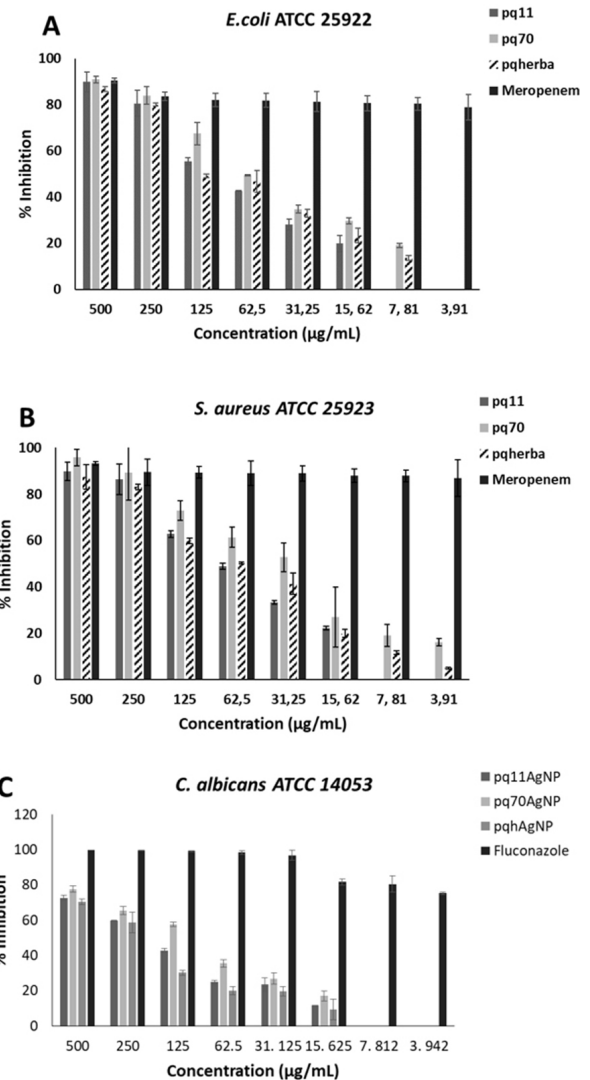 A
E.coli ATCC 25922
pq11
pq70
pqherba
Meropenem
100
80
60
40
20
0
% Inhibition
500 250 125 62,5 31,25 15, 62 7, 81 3,91
Concentration (µg/mL)
B
S. aureus ATCC 25923
pq11
pq70
pqherba
Meropenem
100
80
60
40
20
0
% Inhibition
500 250 125 62,5 31,25 15, 62 7, 81 3,91
Concentration (µg/mL)
C
C. albicans ATCC 14053
pq11AgNP
pq70AgNP
pqhAgNP
Fluconazole
120
100
80
60
40
20
0
% Inhibition
500 250 125 62.5 31. 125 15. 625 7. 812 3. 942
Concentration (µg/mL)